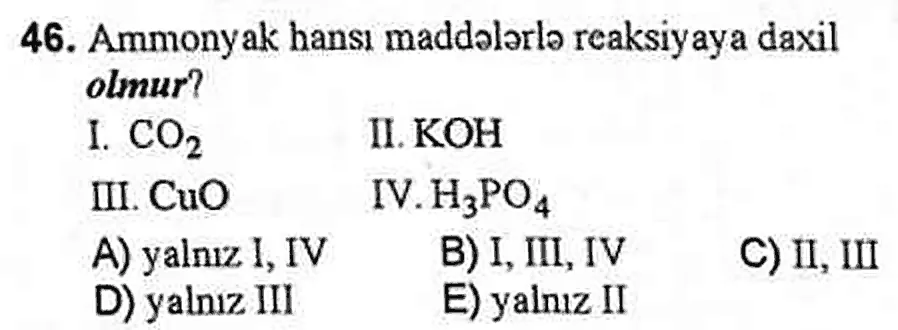 46. Ammonyak hansı maddələrlə reaksiyaya daxil
olmur?
I. CO₂ II. KOH
III. CuO IV. H₃PO₄
A) yalnız I, IV B) I, III, IV C) II, III
D) yalnız III E) yalnız II